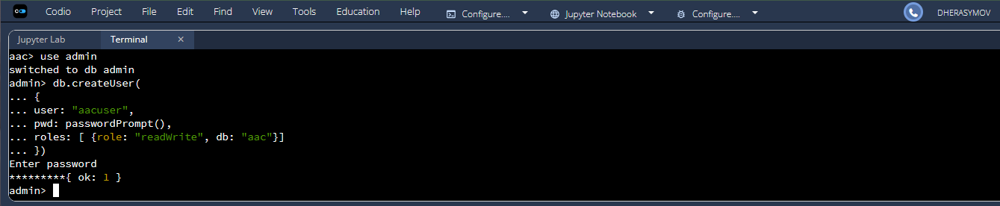 Codio Project File Edit Find View Tools Education Help Configure.... Jupyter Notebook Configure.... DHERASYMOV
Jupyter Lab Terminal ×
aac> use admin
switched to db admin
admin> db.createUser(
... {
... user: "aacuser",
... pwd: passwordPrompt(),
... roles: [ {role: "readWrite", db: "aac"}]
... })
Enter password
*********{ ok: 1 }
admin>